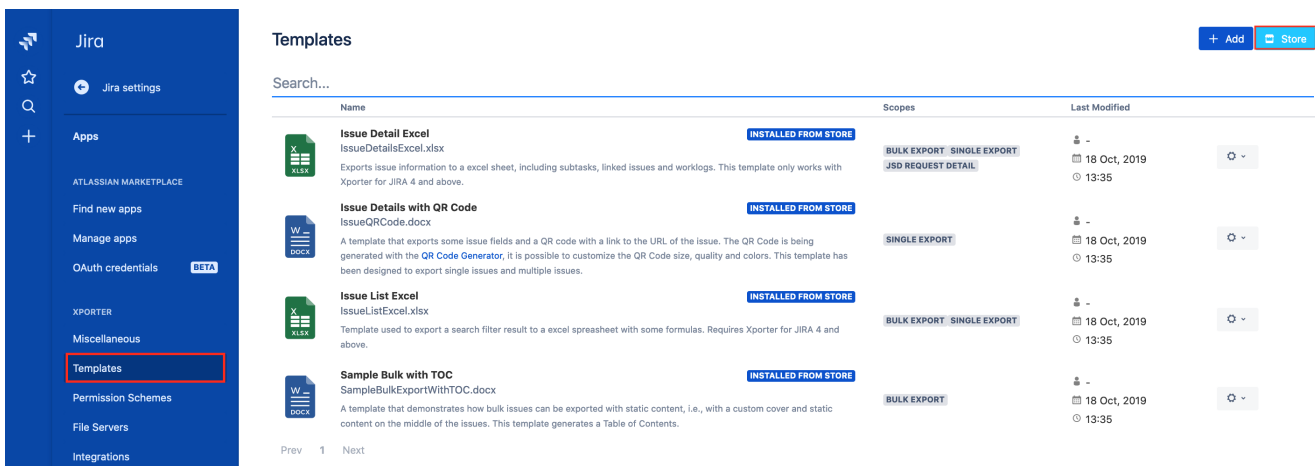 Jira
Jira settings
Apps
ATLASSIAN MARKETPLACE
Find new apps
Manage apps
OAuth credentials BETA
XPORTER
Miscellaneous
Templates
Permission Schemes
File Servers
Integrations
Templates
+ Add
Store
Search...
Name Scopes Last Modified
Issue Detail Excel INSTALLED FROM STORE
IssueDetailsExcel.xlsx
Exports issue information to a excel sheet, including subtasks, linked issues and worklogs. This template only works with
Xporter for JIRA 4 and above.
X
XLSX
BULK EXPORT SINGLE EXPORT
JSD REQUEST DETAIL
-
18 Oct, 2019
13:35
Issue Details with QR Code INSTALLED FROM STORE
IssueQRCode.docx
A template that exports some issue fields and a QR code with a link to the URL of the issue. The QR Code is being
generated with the QR Code Generator, it is possible to customize the QR Code size, quality and colors. This template has
been designed to export single issues and multiple issues.
W
DOCX
SINGLE EXPORT
-
18 Oct, 2019
13:35
Issue List Excel INSTALLED FROM STORE
IssueListExcel.xlsx
Template used to export a search filter result to a excel spreasheet with some formulas. Requires Xporter for JIRA 4 and
above.
X
XLSX
BULK EXPORT SINGLE EXPORT
-
18 Oct, 2019
13:35
Sample Bulk with TOC INSTALLED FROM STORE
SampleBulkExportWithTOC.docx
A template that demonstrates how bulk issues can be exported with static content, i.e., with a custom cover and static
content on the middle of the issues. This template generates a Table of Contents.
W
DOCX
BULK EXPORT
-
18 Oct, 2019
13:35
Prev 1 Next